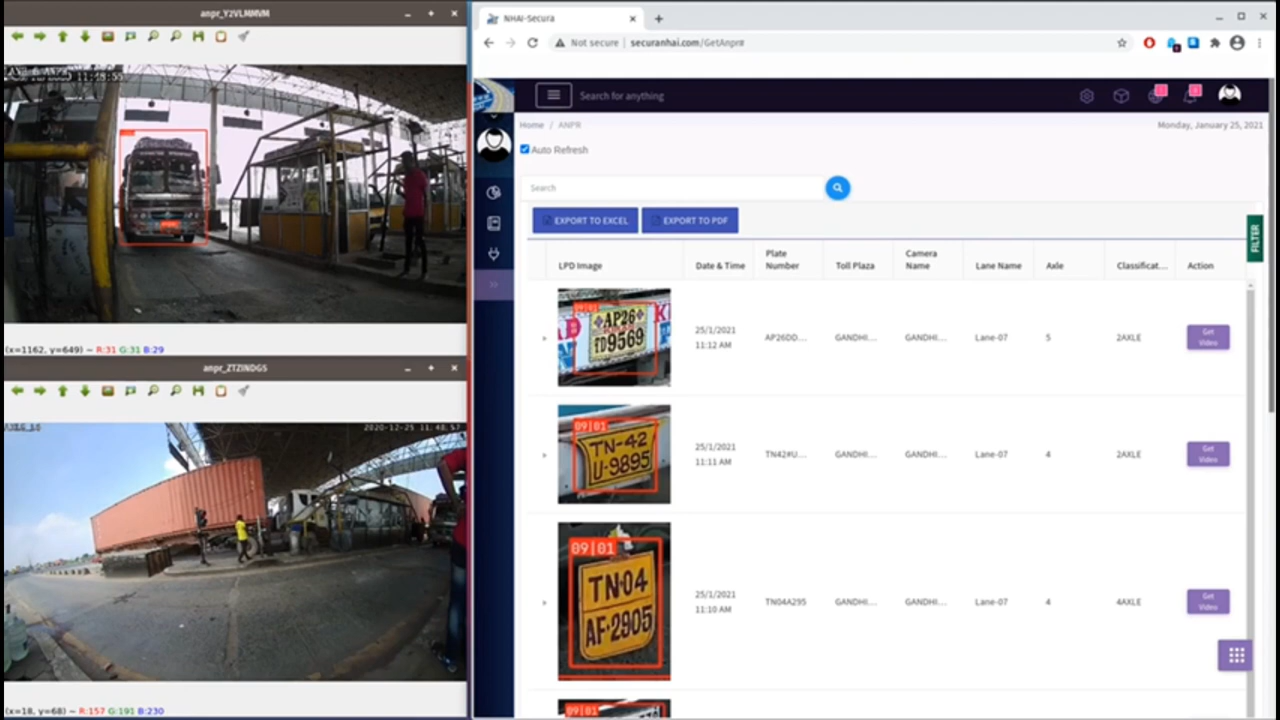 anpr_Y2VLMMVM
(x=1162, y=649) ~ R:31 G:31 B:29
anpr_ZTZINDGS
2020-12-25 11:48:57
(x=18, y=68) ~ R:157 G:191 B:230
NHAI-Secura
Not secure | securanhai.com/GetAnpr#
Search for anything
Home / ANPR
Monday, January 25, 2021
Auto Refresh
Search
EXPORT TO EXCEL
EXPORT TO PDF
FILTER
LPD Image Date & Time Plate Number Toll Plaza Camera Name Lane Name Axle Classificat... Action
09|01
AP26
TD9569
25/1/2021
11:12 AM
AP26DD... GANDHI... GANDHI... Lane-07 5 2AXLE
Get
Video
09|01
TN-42
U-9895
25/1/2021
11:11 AM
TN42#U... GANDHI... GANDHI... Lane-07 4 2AXLE
Get
Video
09|01
TN·04
AF·2905
25/1/2021
11:10 AM
TN04A295 GANDHI... GANDHI... Lane-07 4 4AXLE
Get
Video
09|01